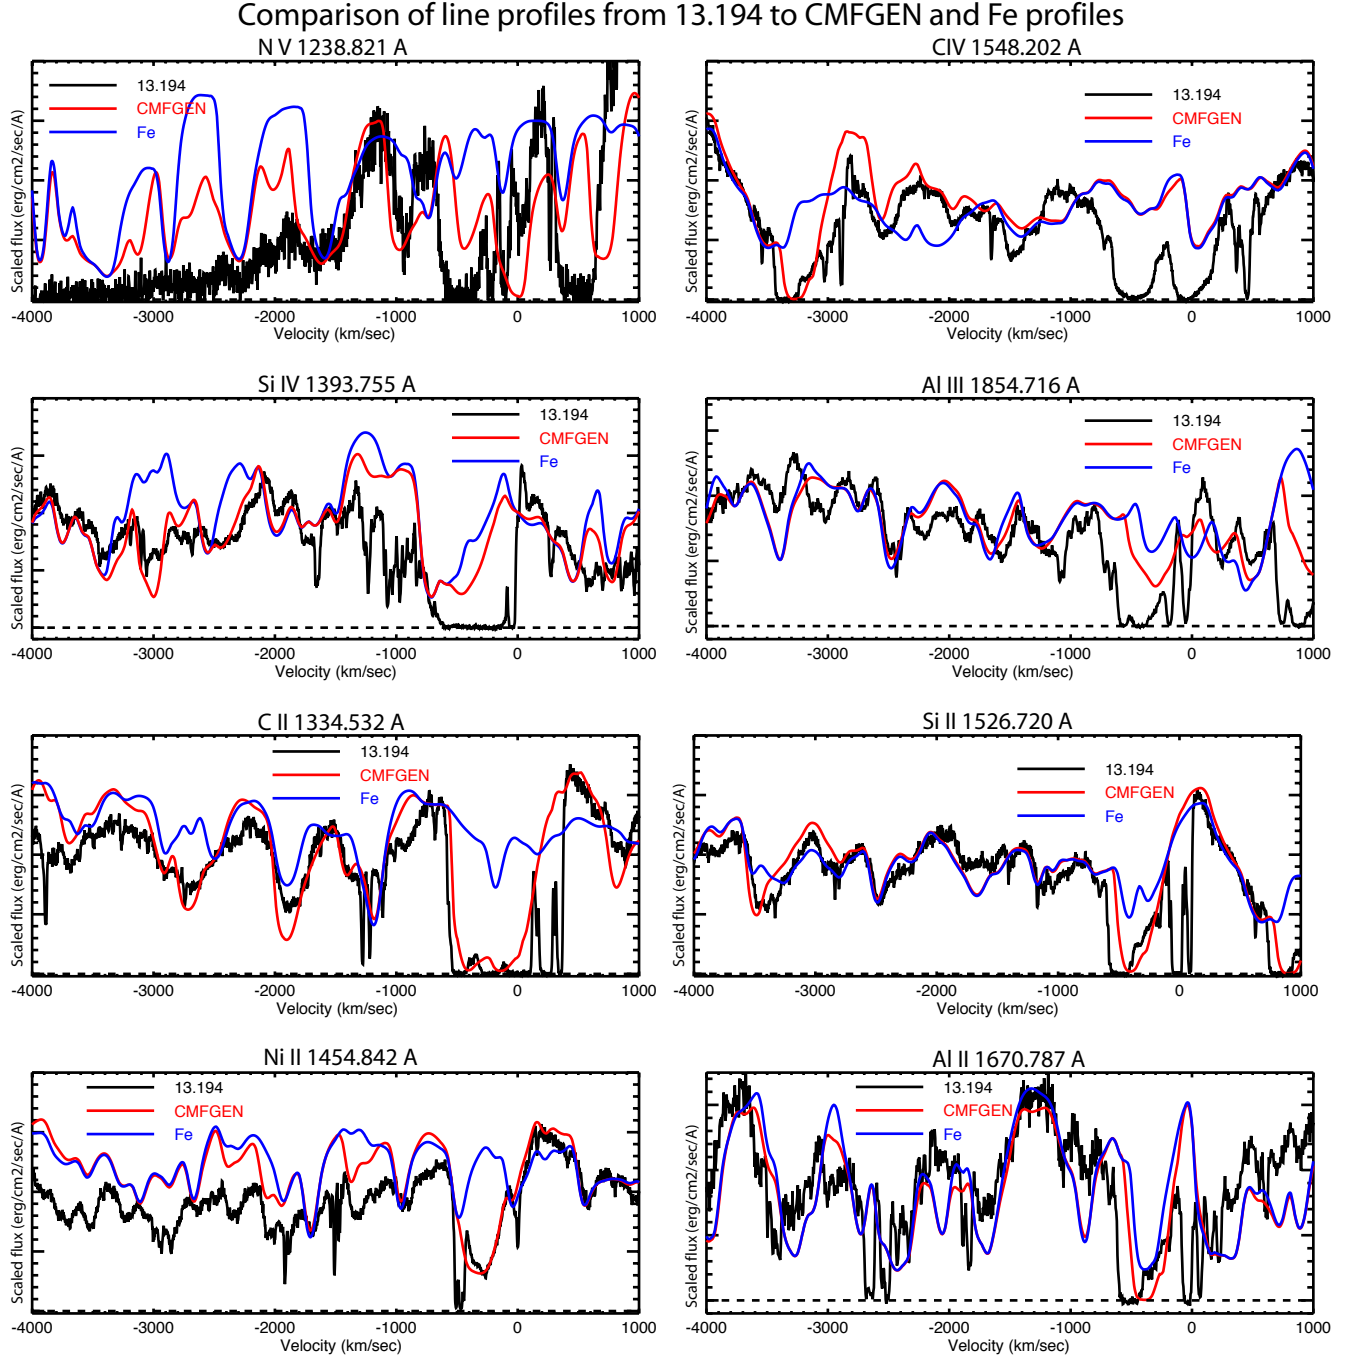 Comparison of line profiles from 13.194 to CMFGEN and Fe profiles
N V 1238.821 A
13.194
CMFGEN
Fe
Scaled flux (erg/cm2/sec/A)
-4000 -3000 -2000 -1000 0 1000
Velocity (km/sec)
CIV 1548.202 A
13.194
CMFGEN
Fe
Scaled flux (erg/cm2/sec/A)
-4000 -3000 -2000 -1000 0 1000
Velocity (km/sec)
Si IV 1393.755 A
13.194
CMFGEN
Fe
Scaled flux (erg/cm2/sec/A)
-4000 -3000 -2000 -1000 0 1000
Velocity (km/sec)
Al III 1854.716 A
13.194
CMFGEN
Fe
Scaled flux (erg/cm2/sec/A)
-4000 -3000 -2000 -1000 0 1000
Velocity (km/sec)
C II 1334.532 A
13.194
CMFGEN
Fe
Scaled flux (erg/cm2/sec/A)
-4000 -3000 -2000 -1000 0 1000
Velocity (km/sec)
Si II 1526.720 A
13.194
CMFGEN
Fe
Scaled flux (erg/cm2/sec/A)
-4000 -3000 -2000 -1000 0 1000
Velocity (km/sec)
Ni II 1454.842 A
13.194
CMFGEN
Fe
Scaled flux (erg/cm2/sec/A)
-4000 -3000 -2000 -1000 0 1000
Velocity (km/sec)
Al II 1670.787 A
13.194
CMFGEN
Fe
Scaled flux (erg/cm2/sec/A)
-4000 -3000 -2000 -1000 0 1000
Velocity (km/sec)